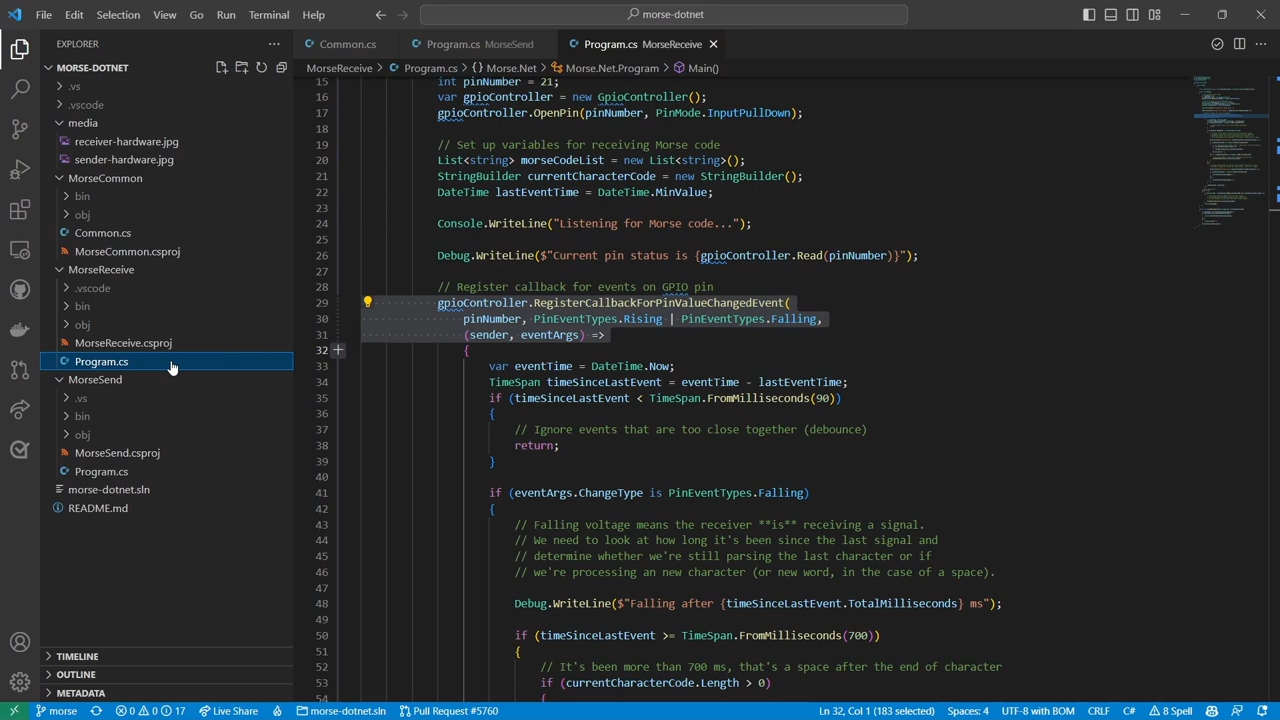 File Edit Selection View Go Run Terminal Help
morse-dotnet
EXPLORER
MORSE-DOTNET
.vs
.vscode
media
receiver-hardware.jpg
sender-hardware.jpg
MorseCommon
bin
obj
Common.cs
MorseCommon.csproj
MorseReceive
.vscode
bin
obj
MorseReceive.csproj
Program.cs
MorseSend
.vs
bin
obj
MorseSend.csproj
Program.cs
morse-dotnet.sln
README.md
TIMELINE
OUTLINE
METADATA
Common.cs Program.cs MorseSend Program.cs MorseReceive
MorseReceive > Program.cs > {} Morse.Net > Morse.Net.Program > Main()
15 int pinNumber = 21;
16 var gpioController = new GpioController();
17 gpioController.OpenPin(pinNumber, PinMode.InputPullDown);
18
19 // Set up variables for receiving Morse code
20 List<string> morseCodeList = new List<string>();
21 StringBuilder currentCharacterCode = new StringBuilder();
22 DateTime lastEventTime = DateTime.MinValue;
23
24 Console.WriteLine("Listening for Morse code...");
25
26 Debug.WriteLine($"Current pin status is {gpioController.Read(pinNumber)}");
27
28 // Register callback for events on GPIO pin
29 gpioController.RegisterCallbackForPinValueChangedEvent(
30 pinNumber, PinEventTypes.Rising | PinEventTypes.Falling,
31 (sender, eventArgs) =>
32 {
33 var eventTime = DateTime.Now;
34 TimeSpan timeSinceLastEvent = eventTime - lastEventTime;
35 if (timeSinceLastEvent < TimeSpan.FromMilliseconds(90))
36 {
37 // Ignore events that are too close together (debounce)
38 return;
39 }
40
41 if (eventArgs.ChangeType is PinEventTypes.Falling)
42 {
43 // Falling voltage means the receiver **is** receiving a signal.
44 // We need to look at how long it's been since the last signal and
45 // determine whether we're still parsing the last character or if
46 // we're processing an new character (or new word, in the case of a space).
47
48 Debug.WriteLine($"Falling after {timeSinceLastEvent.TotalMilliseconds} ms");
49
50 if (timeSinceLastEvent >= TimeSpan.FromMilliseconds(700))
51 {
52 // It's been more than 700 ms, that's a space after the end of character
53 if (currentCharacterCode.Length > 0)
54 {
morse 0 0 17 Live Share morse-dotnet.sln Pull Request #5760 Ln 32, Col 1 (183 selected) Spaces: 4 UTF-8 with BOM CRLF C# 8 Spell